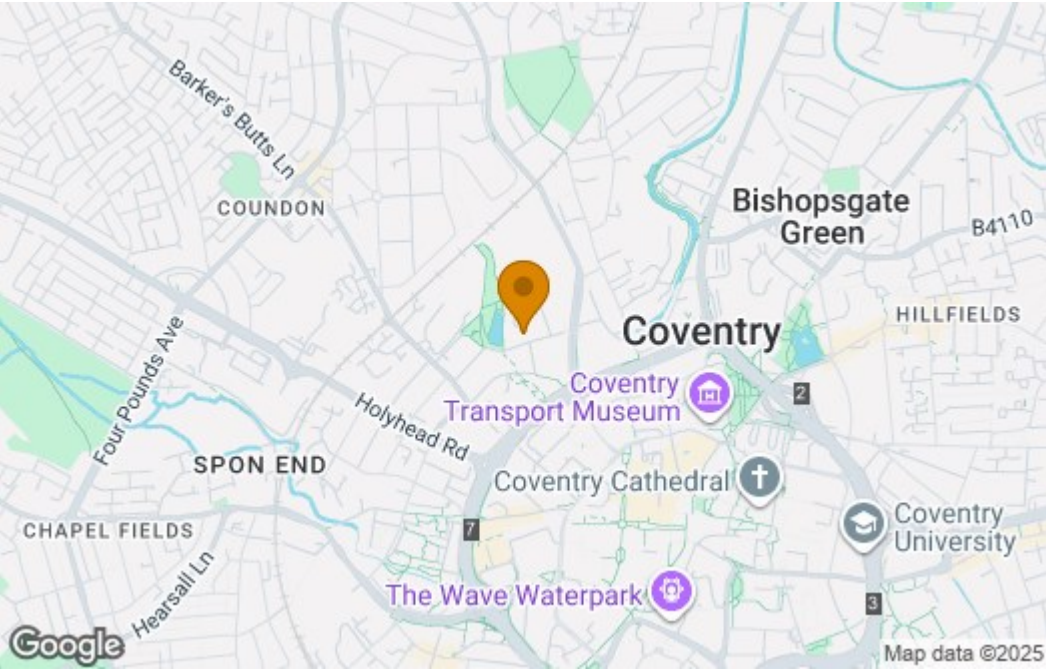 Barker's Butts Ln
COUNDON
Bishopsgate
Green
B4110
HILLFIELDS
Coventry
Four Pounds Ave
Coventry
Transport Museum
2
Holyhead Rd
SPON END
Coventry Cathedral
CHAPEL FIELDS
7
Coventry
University
Hearsall Ln
The Wave Waterpark
3
Google
Map data ©2025